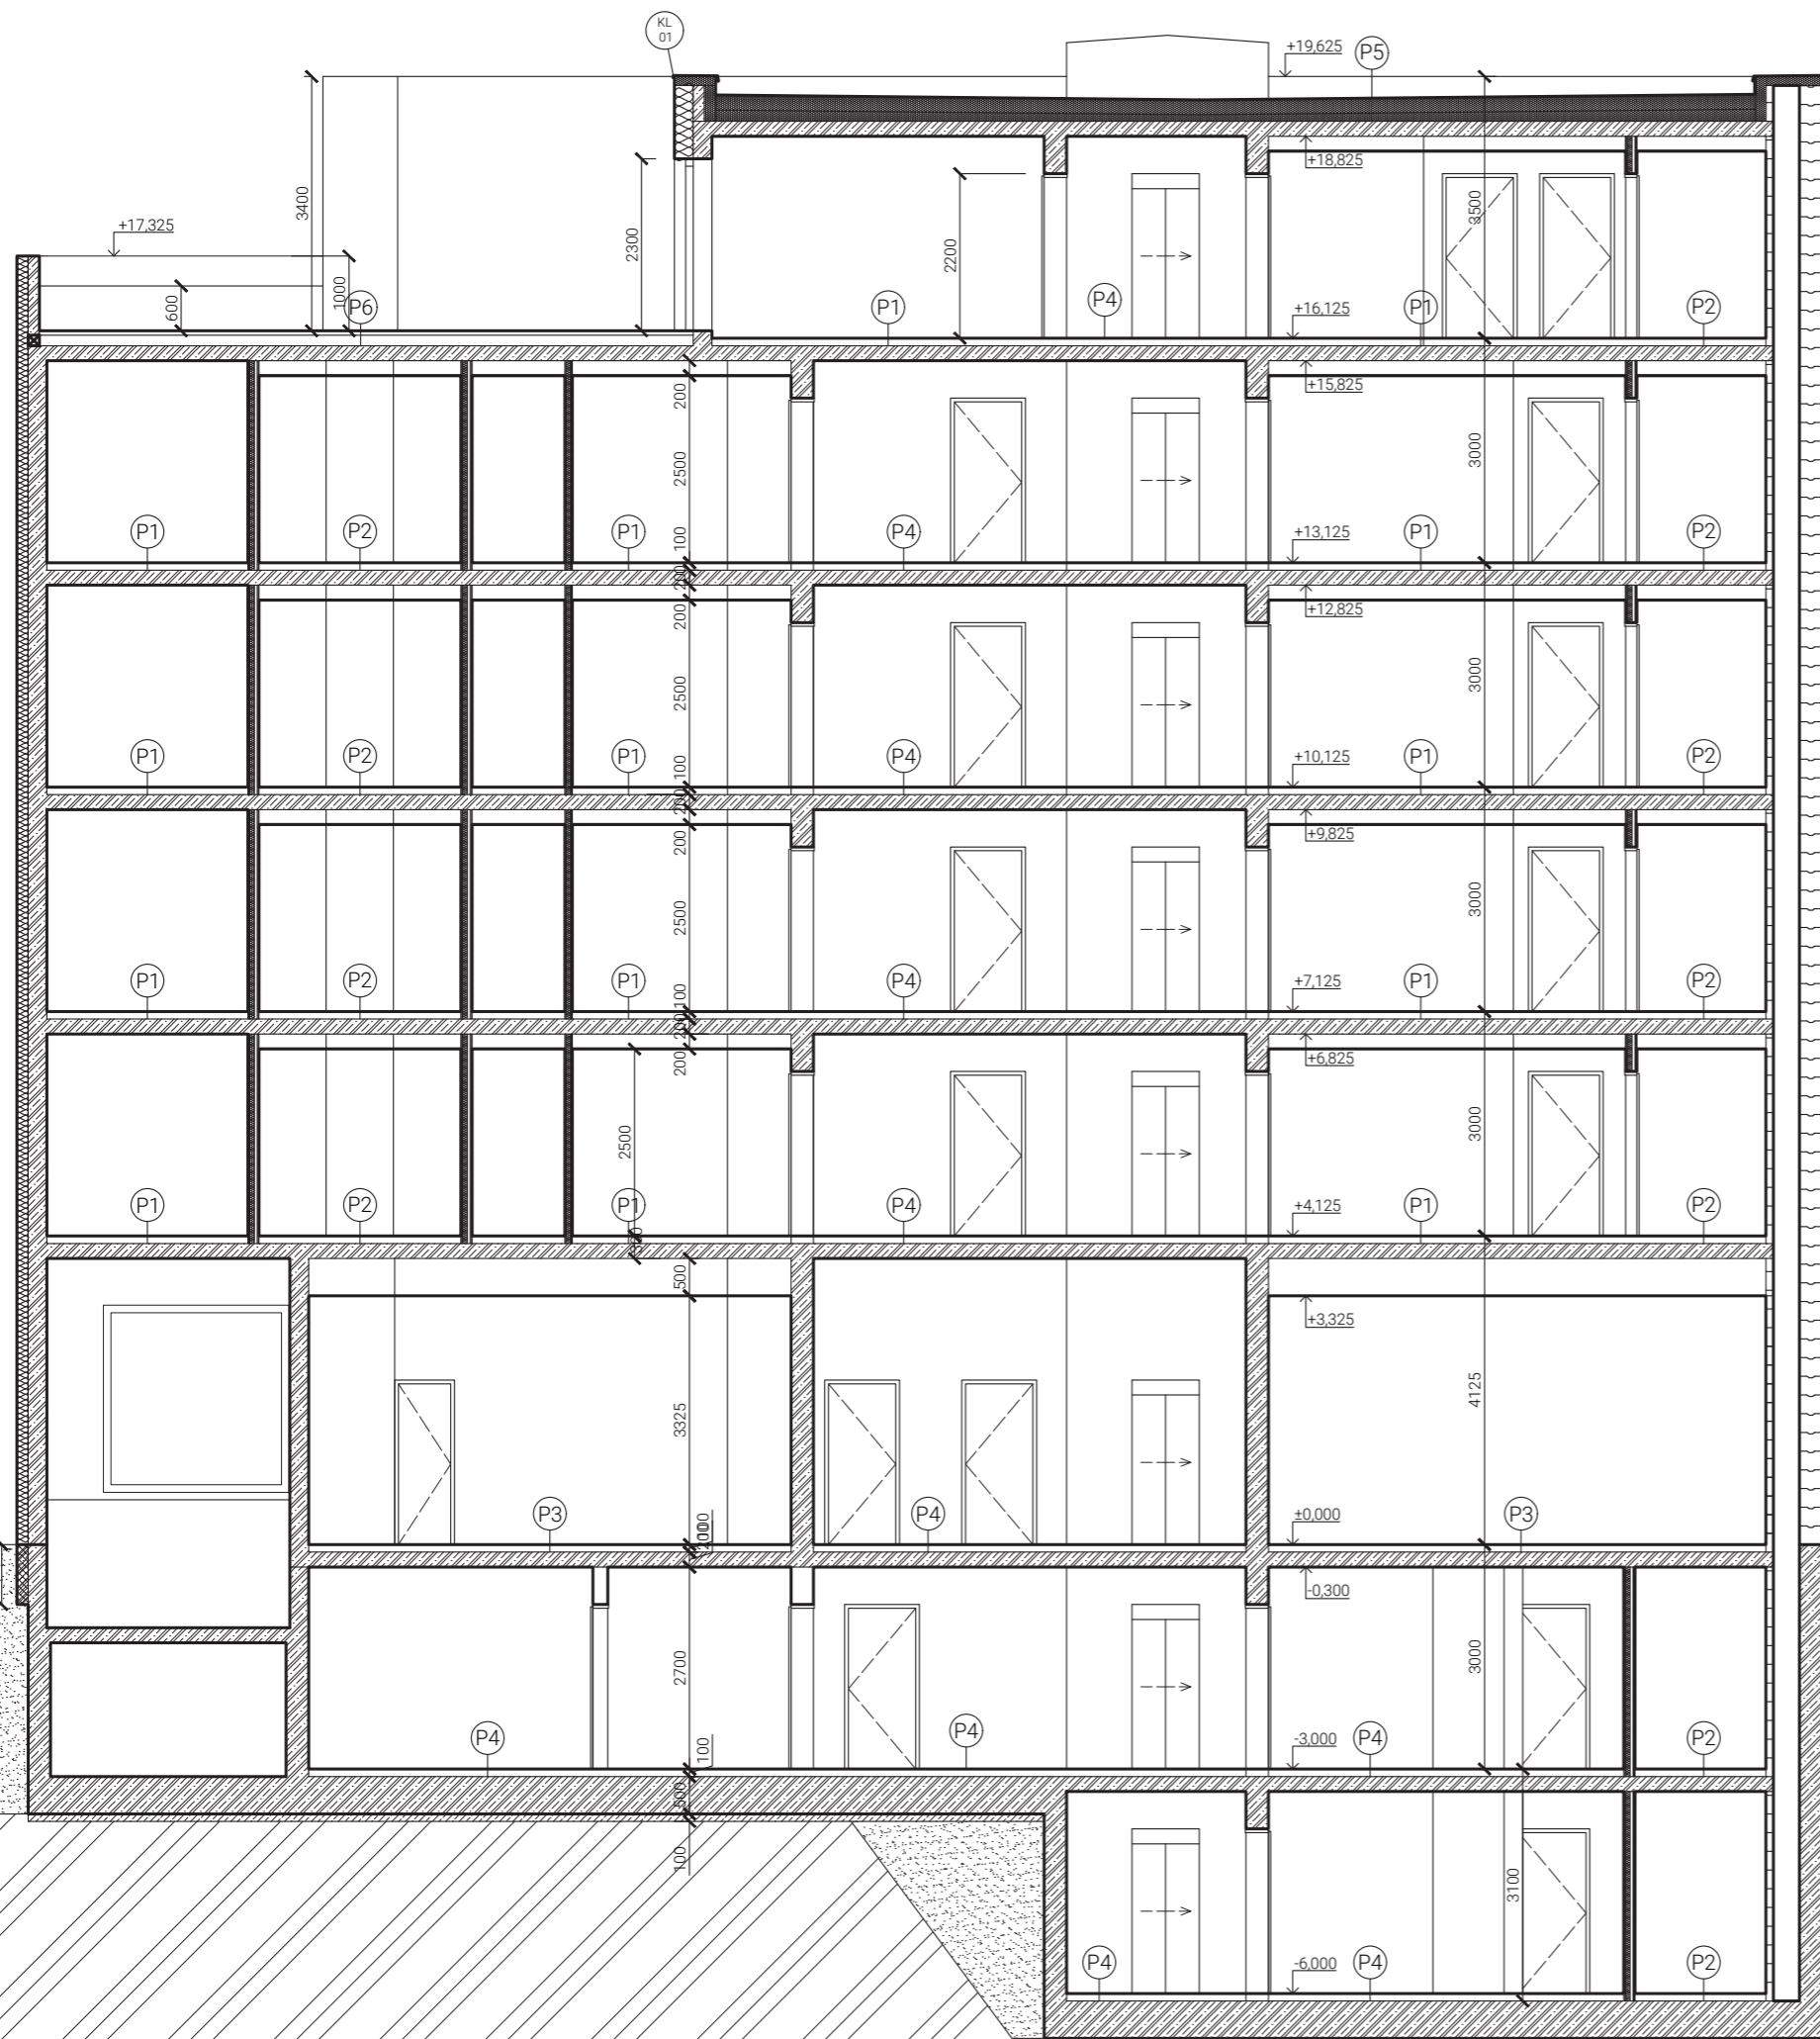 KL
01
+19,625
P5
+18,825
3400
2300
2200
3500
+17,325
600
1000
P6
P1
P4
+16,125
P1
P2
200
+15,825
2500
3000
P1
P2
P1
100
P4
+13,125
P1
P2
200
200
+12,825
2500
3000
P1
P2
P1
100
P4
+10,125
P1
P2
200
200
+9,825
2500
3000
P1
P2
P1
100
P4
+7,125
P1
P2
200
200
+6,825
2500
3000
P1
P2
P1
P4
+4,125
P1
P2
500
+3,325
3325
4125
P3
P4
±0,000
P3
-0,300
2700
3000
P4
100
P4
-3,000
P4
P2
500
100
3100
P4
-6,000
P4
P2